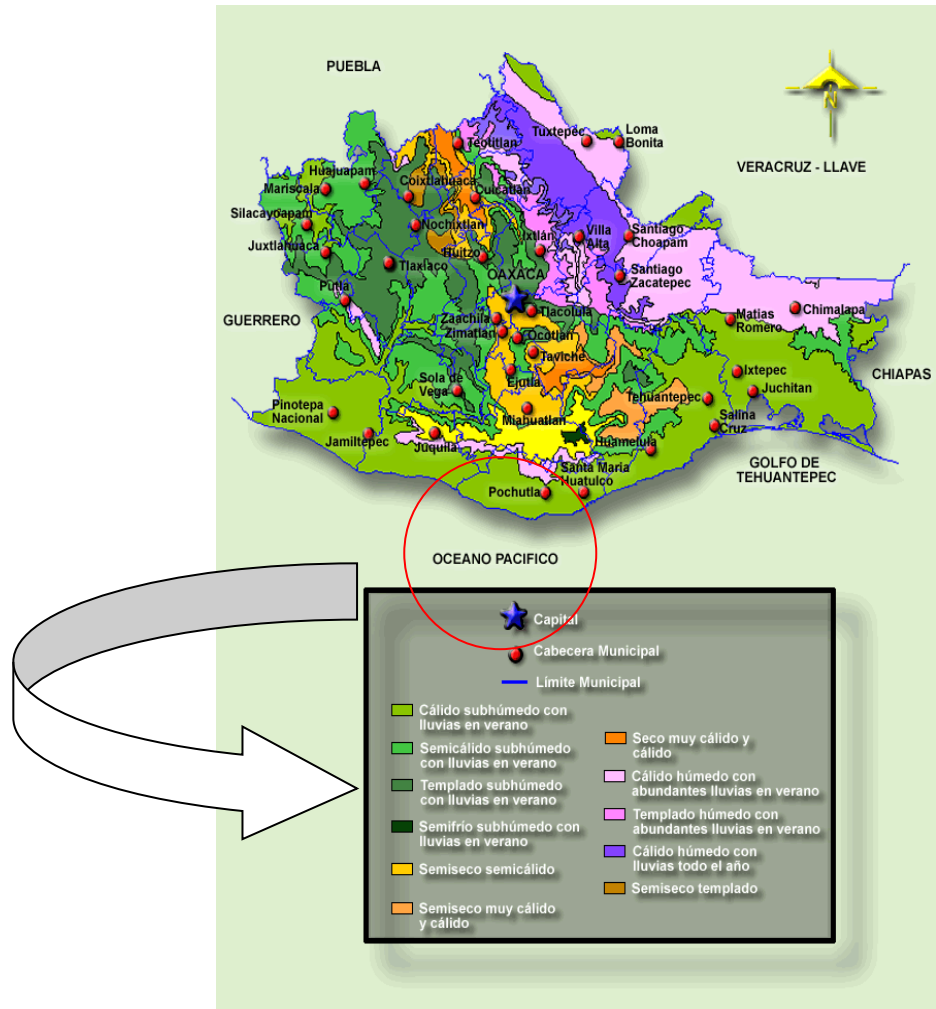 PUEBLA
N
VERACRUZ - LLAVE
Tuxtepec
Loma
Bonita
Teotitlan
Huajuapam
Mariscala
Coixtlahuaca
Cuicatlan
Silacayoapam
Nochixtlan
Juxtlahuaca
Huitzo
Ixtlán
Villa
Alta
Santiago
Choapam
Tlaxiaco
OAXACA
Santiago
Zacatepec
Putla
GUERRERO
Zaachila
Tlacolula
Zimatlan
Ocotlan
Matias
Romero
Chimalapa
Taviche
CHIAPAS
Sola de
Vega
Ejutla
Ixtepec
Juchitan
Tehuantepec
Pinotepa
Nacional
Miahuatlan
Salina
Cruz
Jamiltepec
Juquila
Huamelula
GOLFO DE
TEHUANTEPEC
Santa Maria
Huatulco
Pochutla
OCEANO PACIFICO
Capital
Cabecera Municipal
Límite Municipal
Cálido subhúmedo con
lluvias en verano
Semicálido subhúmedo
con lluvias en verano
Templado subhúmedo
con lluvias en verano
Semifrío subhúmedo con
lluvias en verano
Semiseco semicálido
Semiseco muy cálido
y cálido
Seco muy cálido y
cálido
Cálido húmedo con
abundantes lluvias en verano
Templado húmedo con
abundantes lluvias en verano
Cálido húmedo con
lluvias todo el año
Semiseco templado